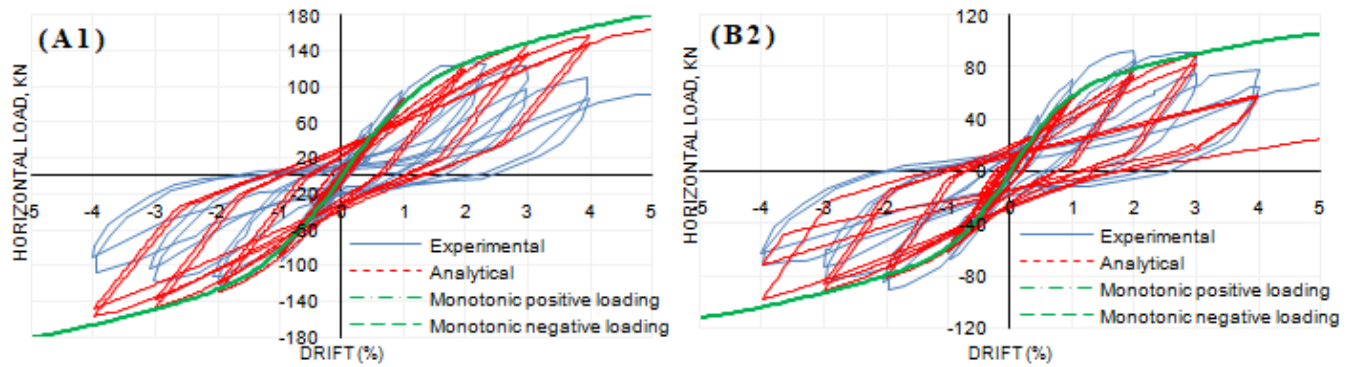 (A1)
HORIZONTAL LOAD, KN
180
140
100
60
20
-20
-60
-100
-140
-180
-5 -4 -3 -2 -1 0 1 2 3 4 5
Experimental
Analytical
Monotonic positive loading
Monotonic negative loading
DRIFT (%)
(B2)
HORIZONTAL LOAD, KN
120
80
40
0
-40
-80
-120
-5 -4 -3 -2 -1 0 1 2 3 4 5
Experimental
Analytical
Monotonic positive loading
Monotonic negative loading
DRIFT (%)